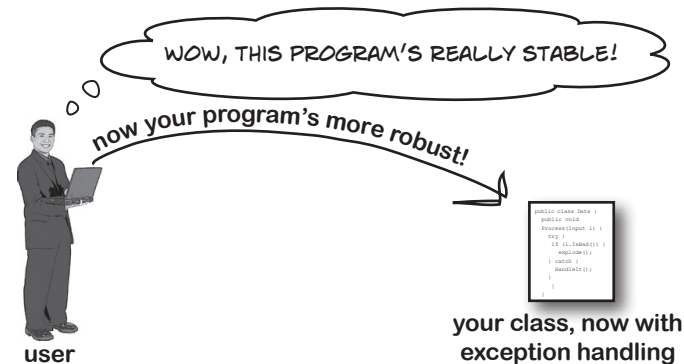 WOW, THIS PROGRAM'S REALLY STABLE!
now your program's more robust!
public class Data {
public void
Process(Input i) {
try {
if (i.IsBad()) {
explode();
} catch {
HandleIt();
}
}
}
your class, now with
exception handling
user